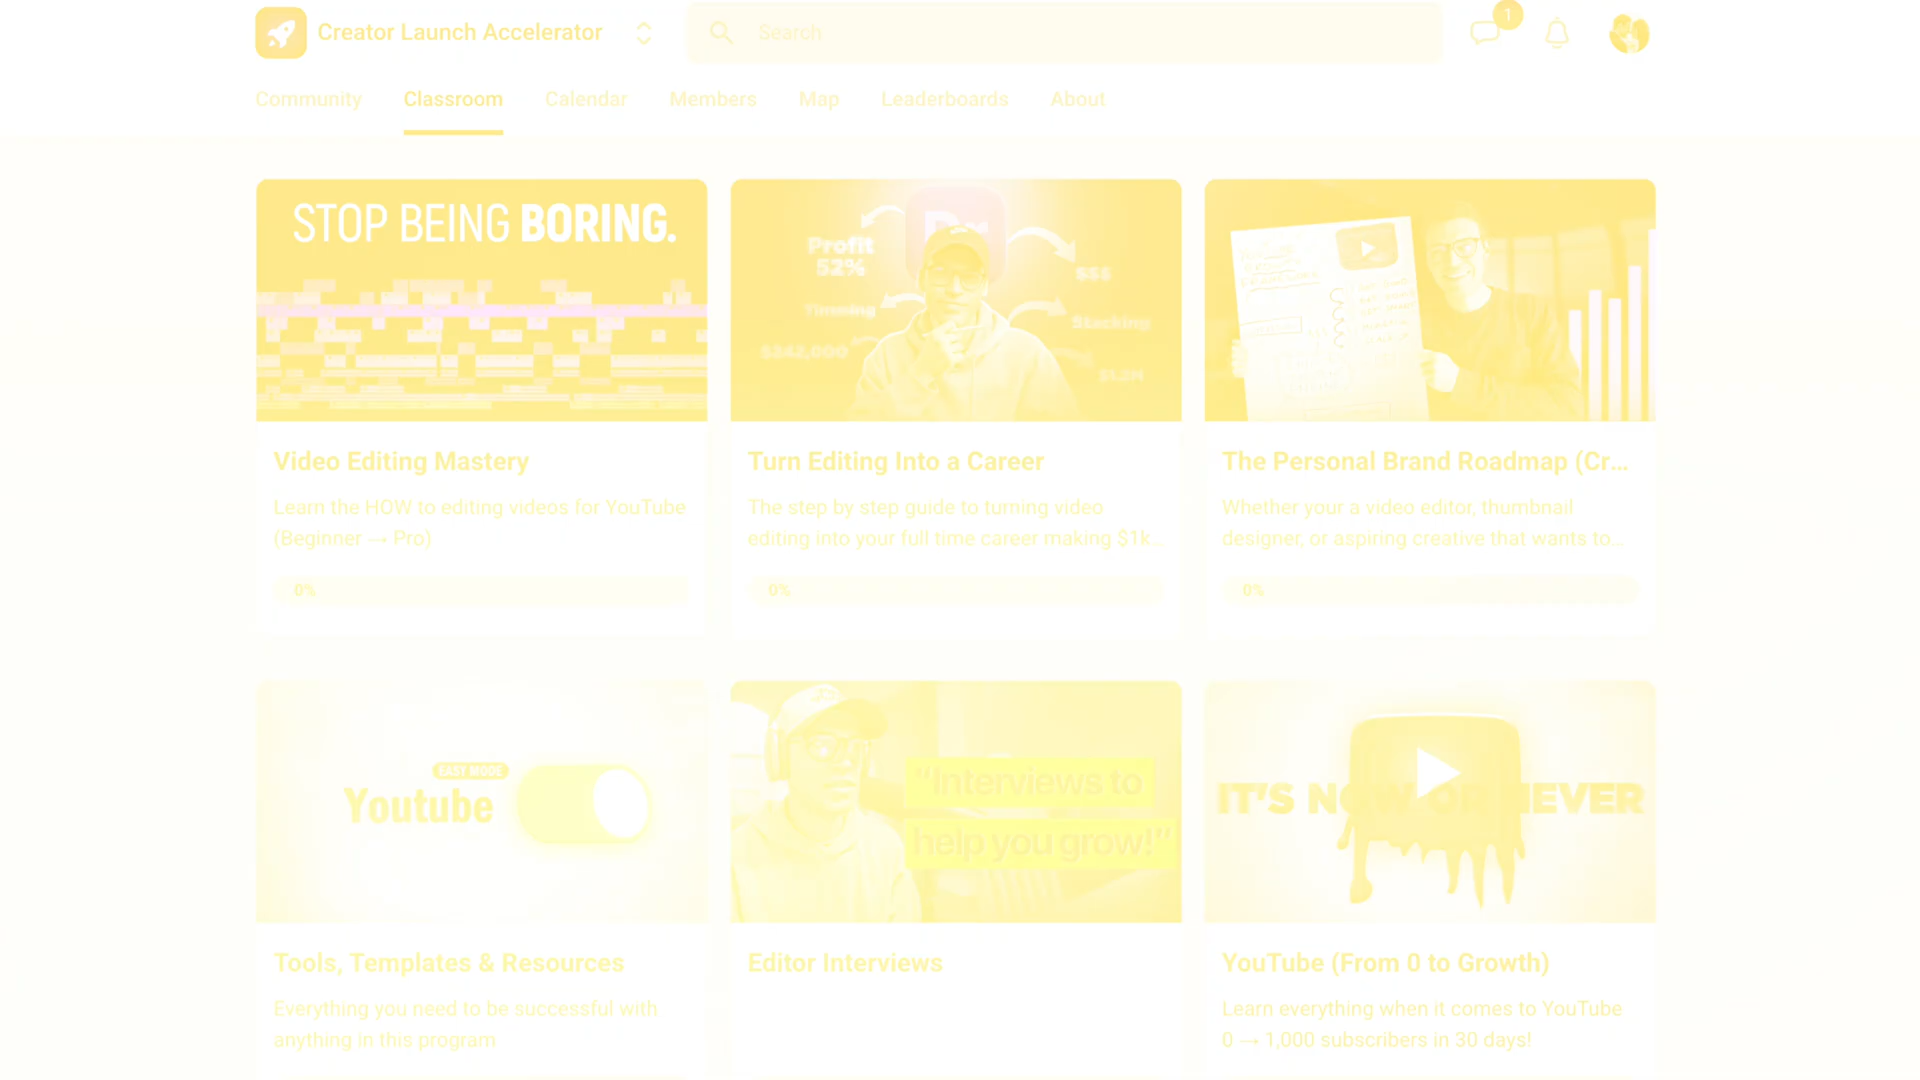 Creator Launch Accelerator
Search
1
Community
Classroom
Calendar
Members
Map
Leaderboards
About
STOP BEING BORING.
Profit
52%
$$$
Timming
Stacking
$242,000
Video Editing Mastery
Learn the HOW to editing videos for YouTube
(Beginner → Pro)
0%
Turn Editing Into a Career
The step by step guide to turning video
editing into your full time career making $1k...
0%
The Personal Brand Roadmap (Cr...
Whether your a video editor, thumbnail
designer, or aspiring creative that wants to...
0%
EASY MODE
Youtube
"Interviews to
help you grow!"
IT'S NOW OR NEVER
Tools, Templates & Resources
Everything you need to be successful with
anything in this program
Editor Interviews
YouTube (From 0 to Growth)
Learn everything when it comes to YouTube
0 → 1,000 subscribers in 30 days!